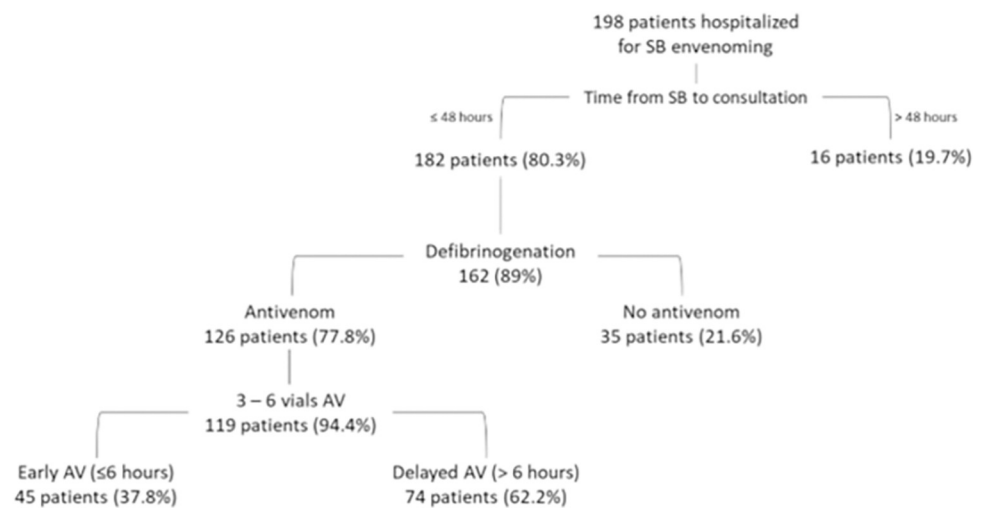 198 patients hospitalized
for SB envenoming
Time from SB to consultation
≤ 48 hours
> 48 hours
182 patients (80.3%)
16 patients (19.7%)
Defibrinogenation
162 (89%)
Antivenom
126 patients (77.8%)
No antivenom
35 patients (21.6%)
3 – 6 vials AV
119 patients (94.4%)
Early AV (≤6 hours)
45 patients (37.8%)
Delayed AV (> 6 hours)
74 patients (62.2%)